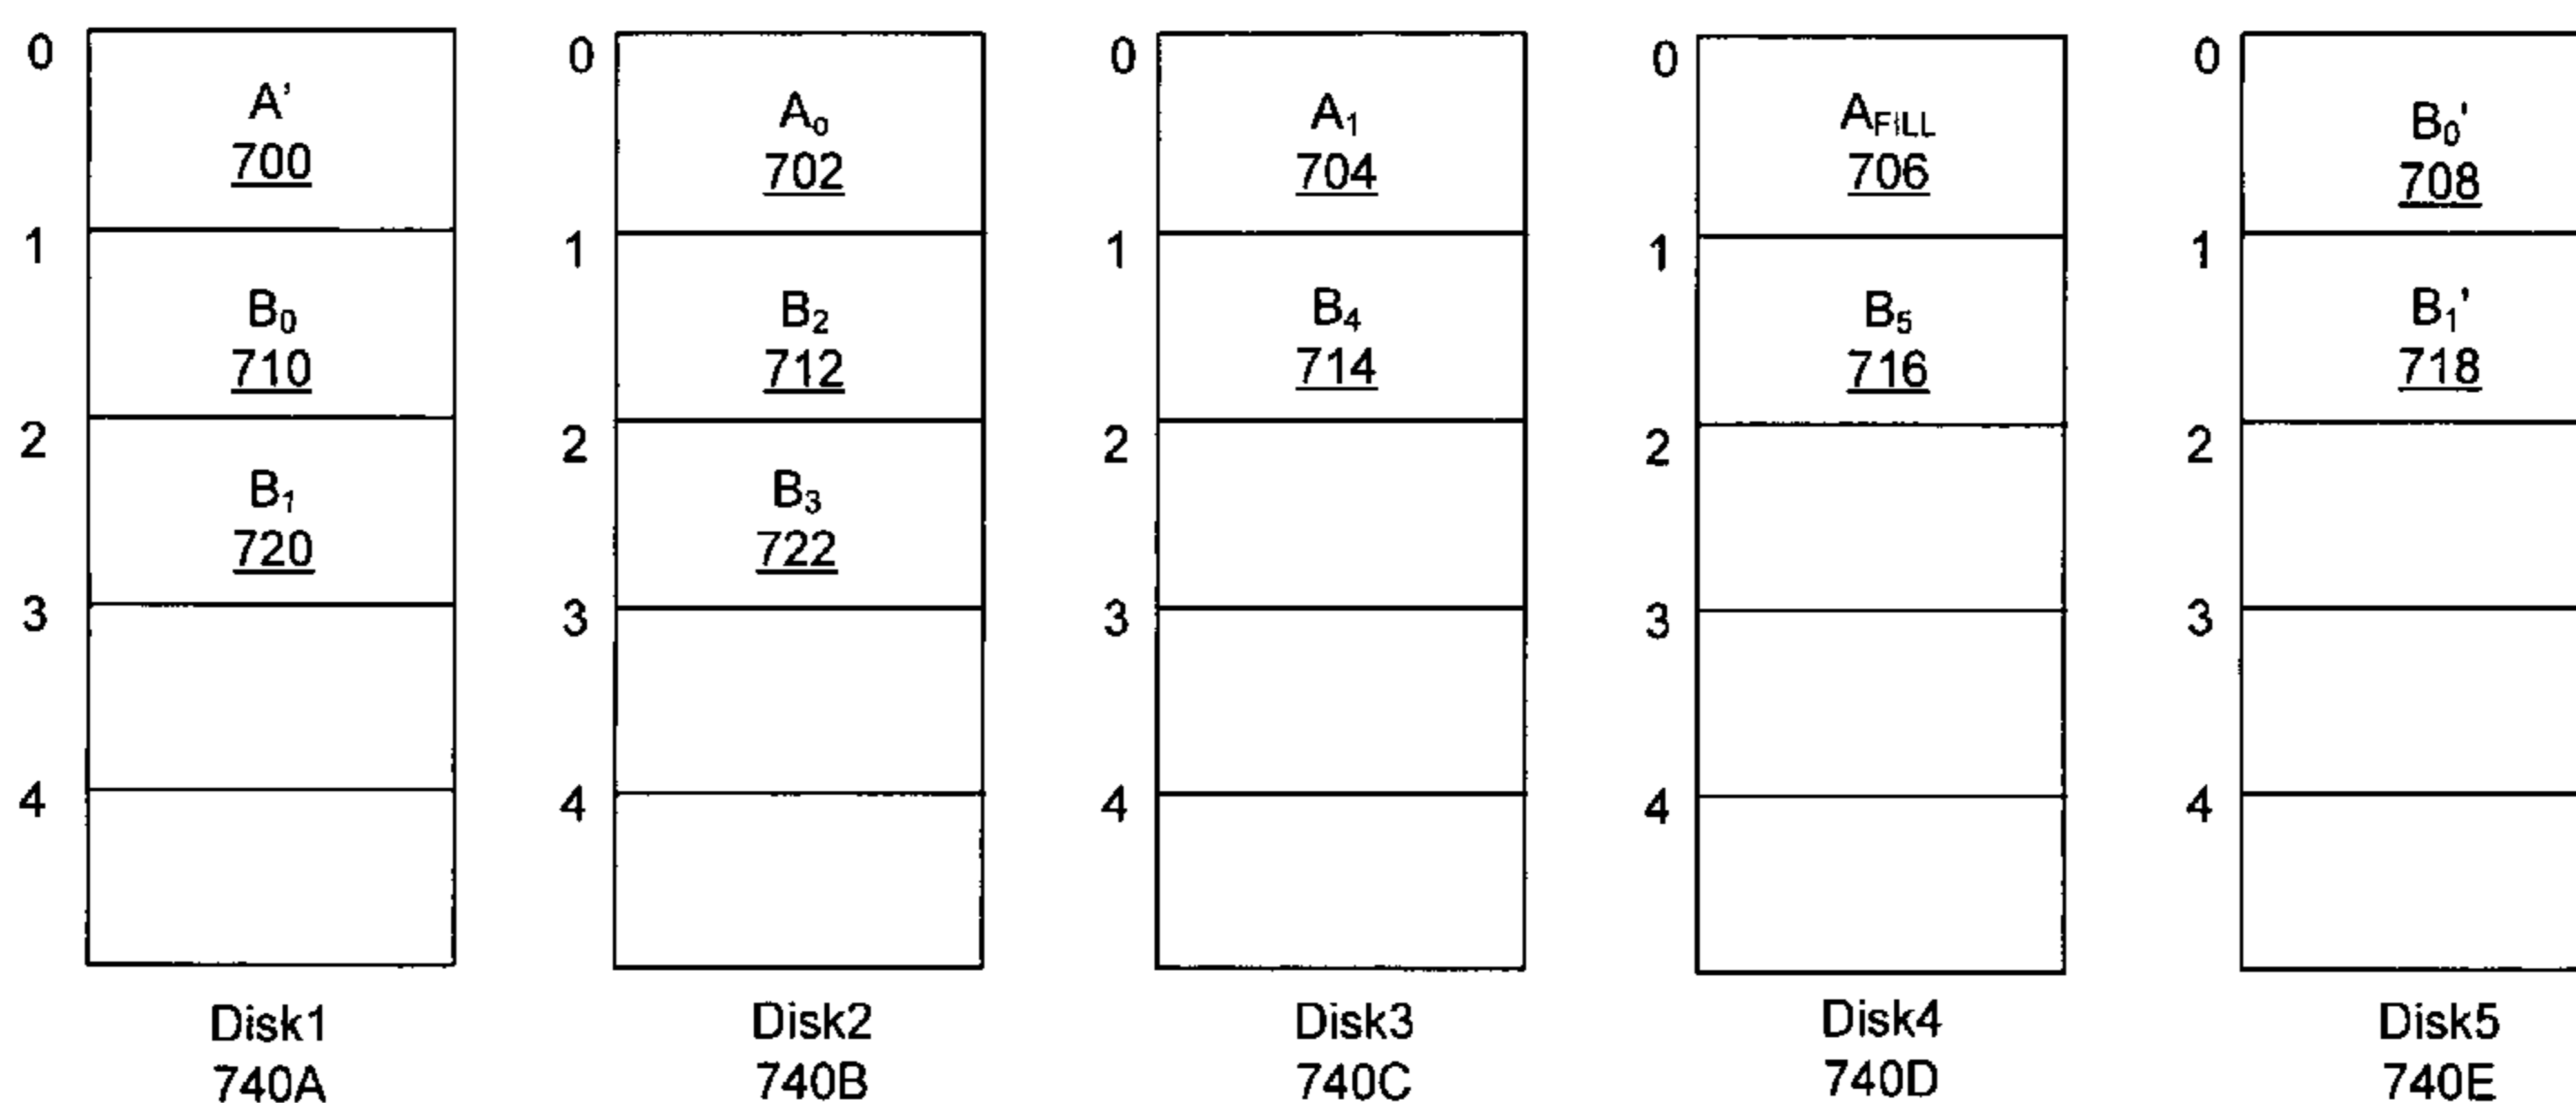 0 0 0 0 0
A' A₀ A₁ A_FILL B₀'
700 702 704 706 708
1 1 1 1 1
B₀ B₂ B₄ B₅ B₁'
710 712 714 716 718
2 2 2 2 2
B₁ B₃
720 722
3 3 3 3 3
4 4 4 4 4
Disk1 Disk2 Disk3 Disk4 Disk5
740A 740B 740C 740D 740E